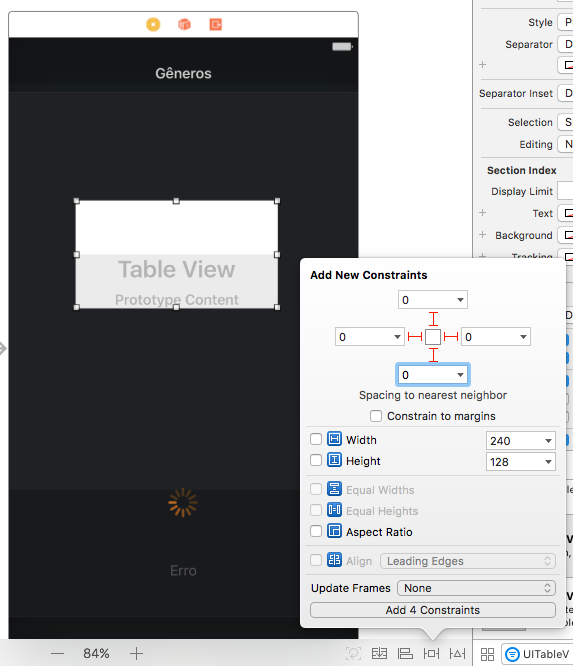 Gêneros
Table View
Prototype Content
Erro
84%
Style
P
Separator
D
Separator Inset
D
Selection
S
Editing
N
Section Index
Display Limit
Text
Background
Tracking
Add New Constraints
0
0
0
0
Spacing to nearest neighbor
Constrain to margins
Width
240
Height
128
Equal Widths
Equal Heights
Aspect Ratio
Align
Leading Edges
Update Frames
None
Add 4 Constraints
UITableV